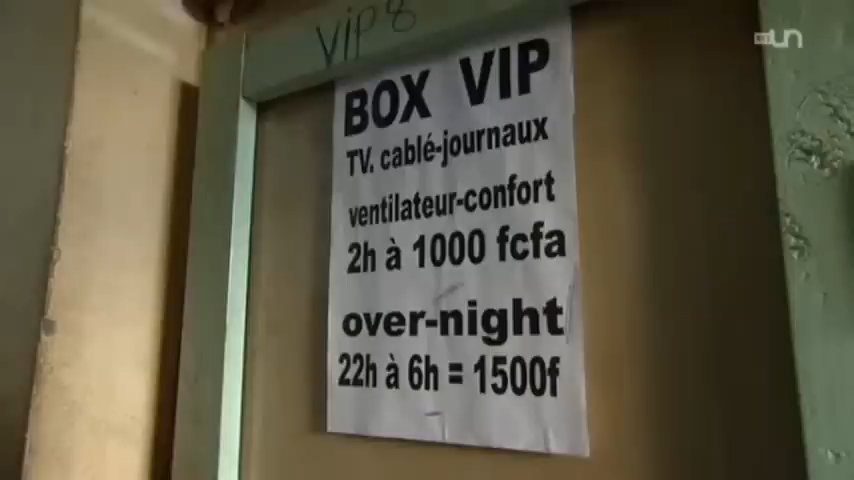 VIP 8
BOX VIP
TV. cablé-journaux
ventilateur-confort
2h à 1000 fcfa
over-night
22h à 6h = 1500f
un